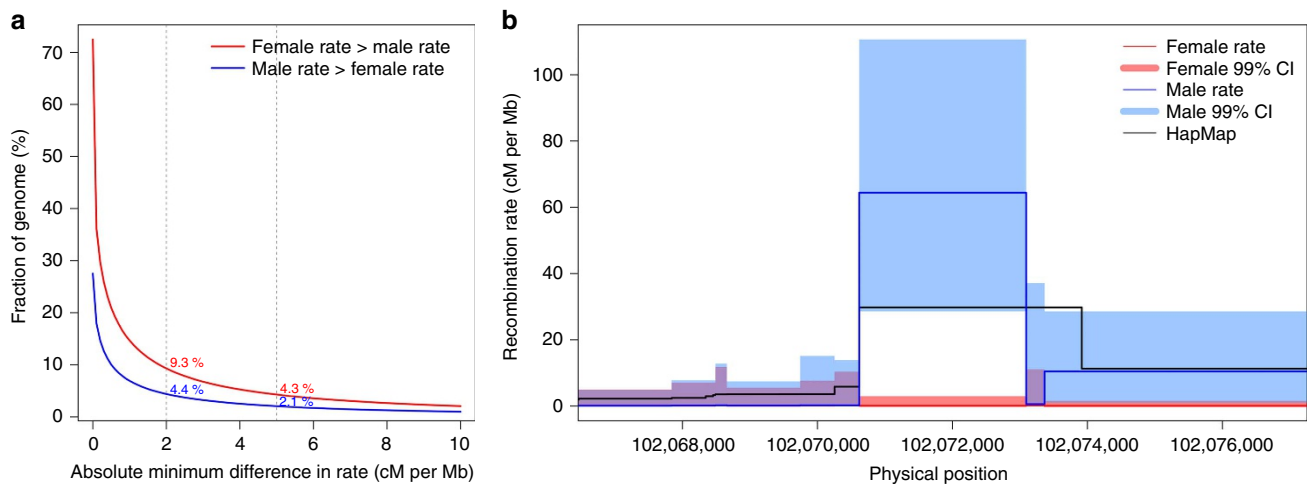 a
Fraction of genome (%)
70
60
50
40
30
20
10
0
Female rate > male rate
Male rate > female rate
9.3 %
4.4 %
4.3 %
2.1 %
0 2 4 6 8 10
Absolute minimum difference in rate (cM per Mb)
b
Recombination rate (cM per Mb)
100
80
60
40
20
0
Female rate
Female 99% CI
Male rate
Male 99% CI
HapMap
102,068,000 102,070,000 102,072,000 102,074,000 102,076,000
Physical position